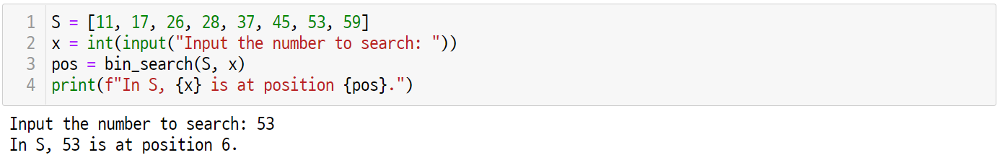 1 S = [11, 17, 26, 28, 37, 45, 53, 59]
2 x = int(input("Input the number to search: "))
3 pos = bin_search(S, x)
4 print(f"In S, {x} is at position {pos}.")
Input the number to search: 53
In S, 53 is at position 6.